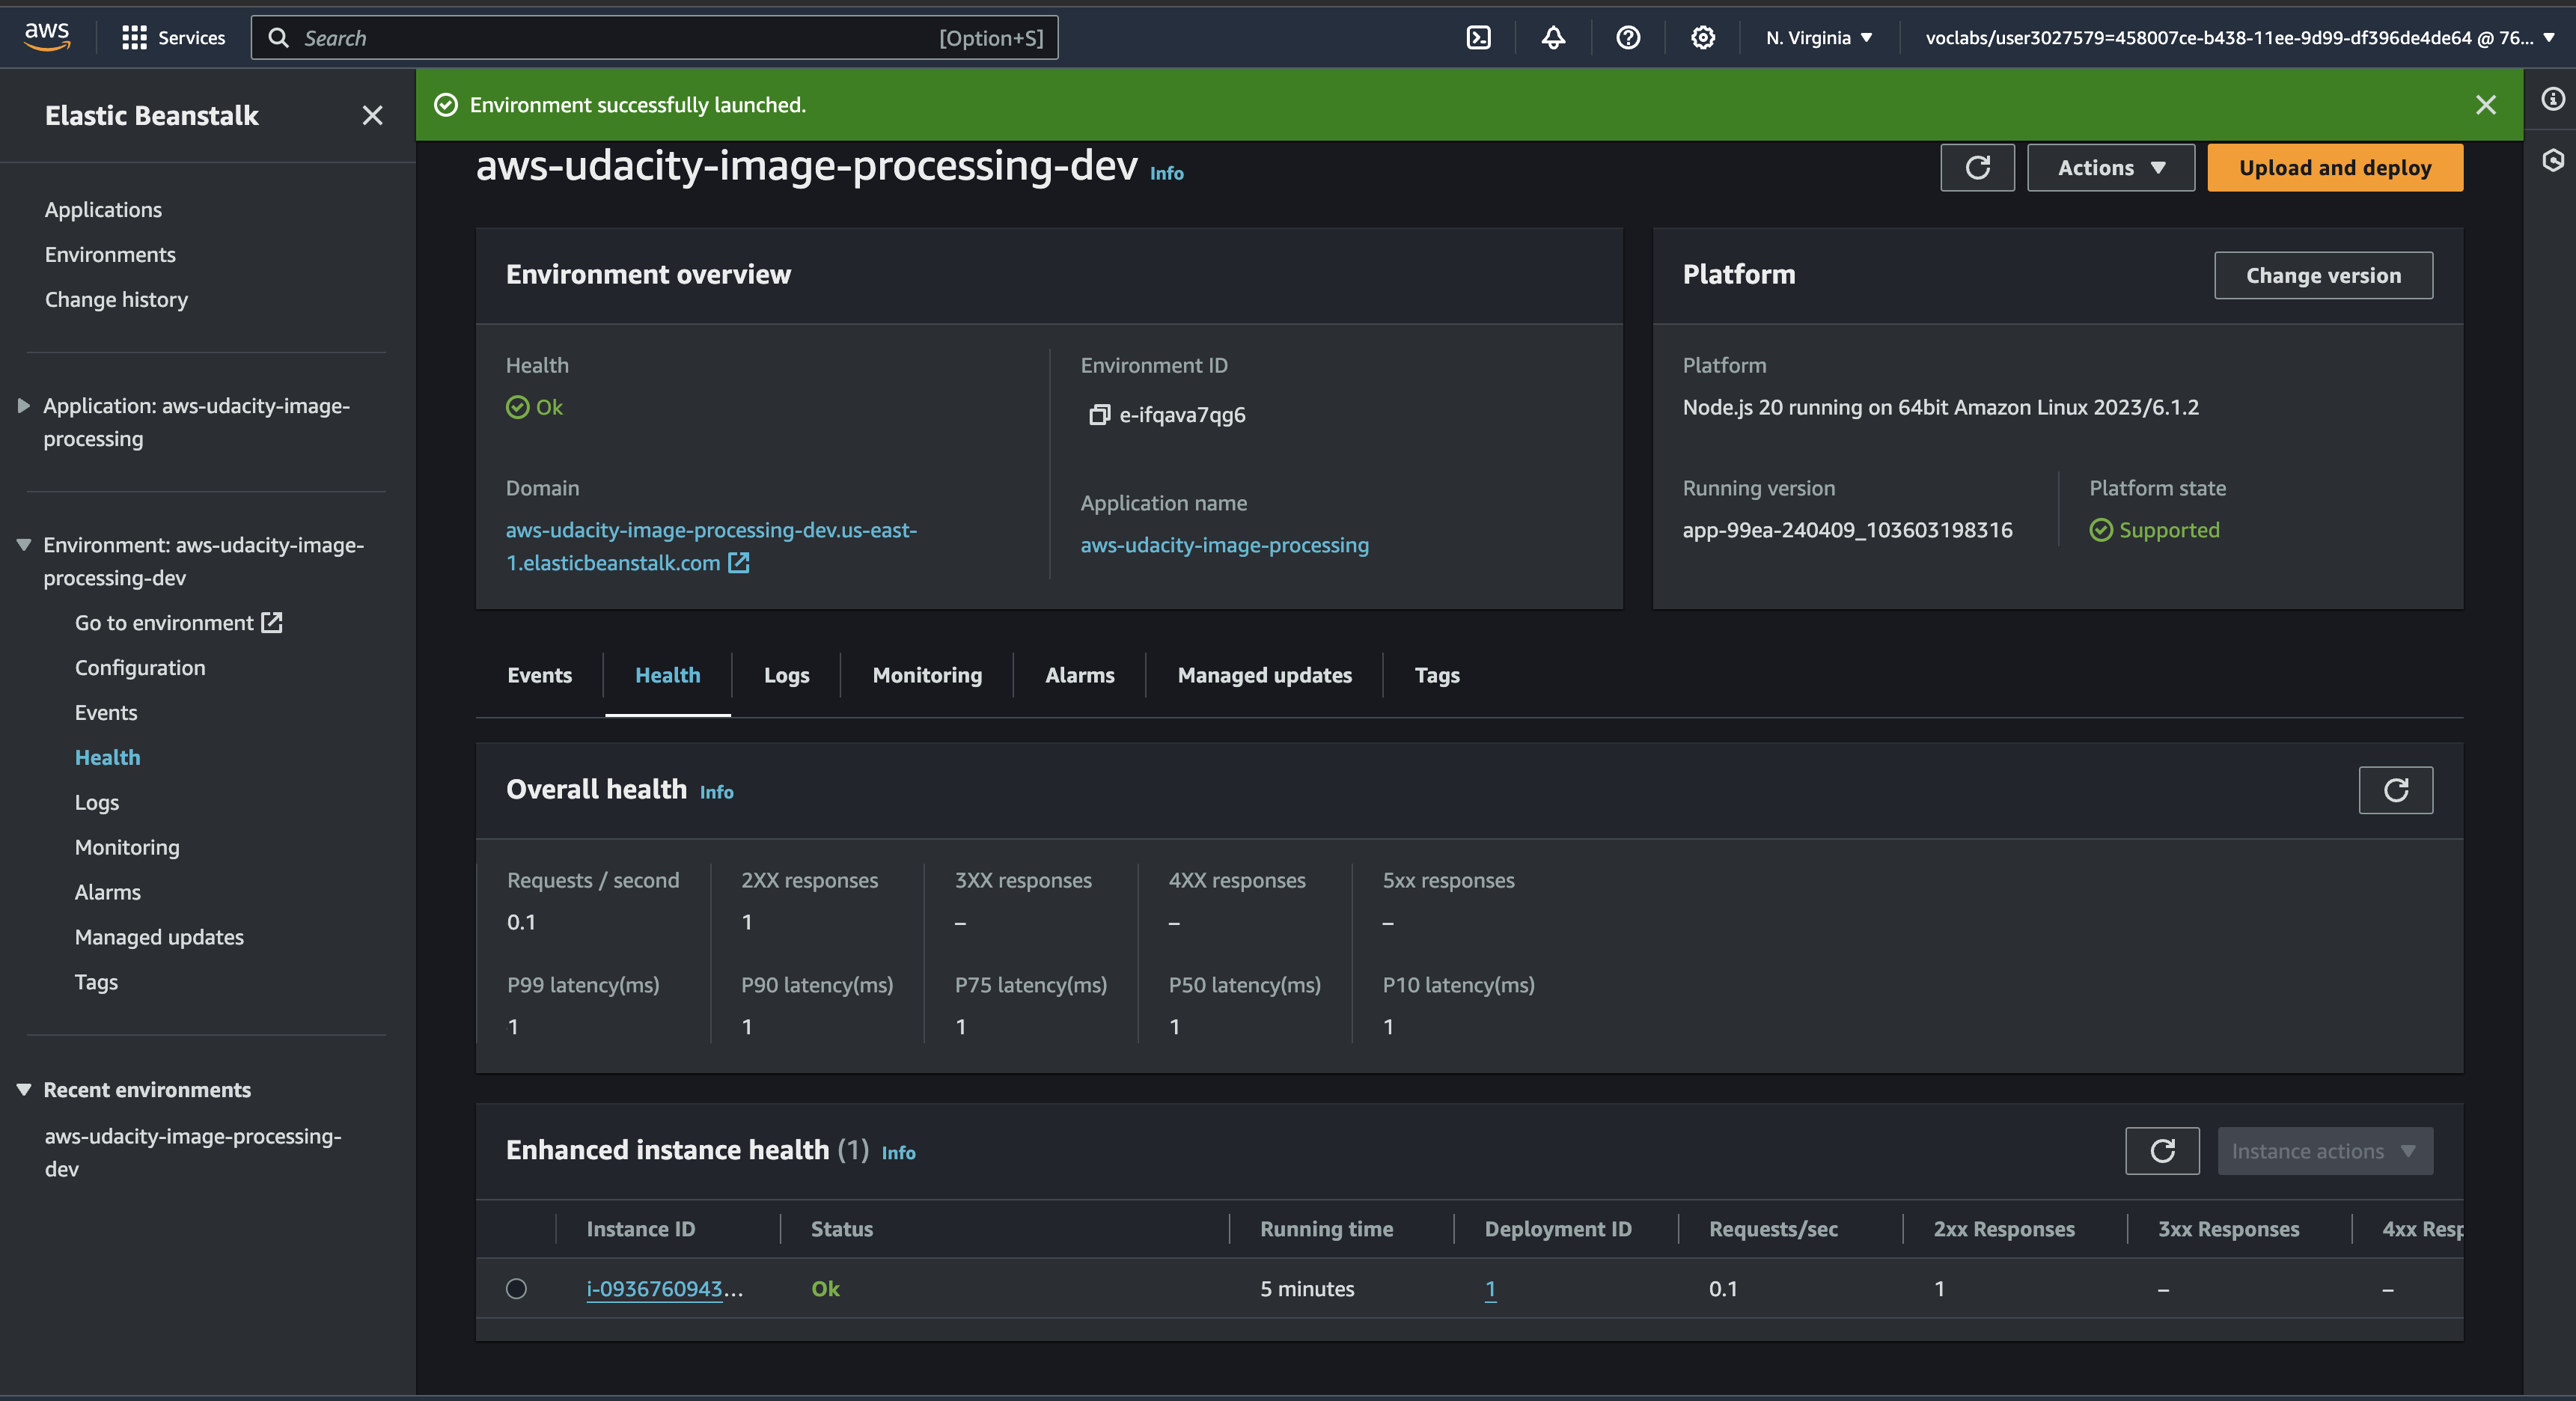 aws
Services
Search
[Option+S]
N. Virginia
voclabs/user3027579=458007ce-b438-11ee-9d99-df396de4de64 @ 76...
Elastic Beanstalk
Applications
Environments
Change history
Application: aws-udacity-image-
processing
Environment: aws-udacity-image-
processing-dev
Go to environment
Configuration
Events
Health
Logs
Monitoring
Alarms
Managed updates
Tags
Recent environments
aws-udacity-image-processing-
dev
Environment successfully launched.
aws-udacity-image-processing-dev Info
Actions
Upload and deploy
Environment overview
Health
Ok
Domain
aws-udacity-image-processing-dev.us-east-
1.elasticbeanstalk.com
Environment ID
e-ifqava7qg6
Application name
aws-udacity-image-processing
Platform
Change version
Platform
Node.js 20 running on 64bit Amazon Linux 2023/6.1.2
Running version
app-99ea-240409_103603198316
Platform state
Supported
Events Health Logs Monitoring Alarms Managed updates Tags
Overall health Info
Requests / second 2XX responses 3XX responses 4XX responses 5xx responses
0.1 1 – – –
P99 latency(ms) P90 latency(ms) P75 latency(ms) P50 latency(ms) P10 latency(ms)
1 1 1 1 1
Enhanced instance health (1) Info
Instance actions
Instance ID Status Running time Deployment ID Requests/sec 2xx Responses 3xx Responses 4xx Resp
i-0936760943... Ok 5 minutes 1 0.1 1 – –